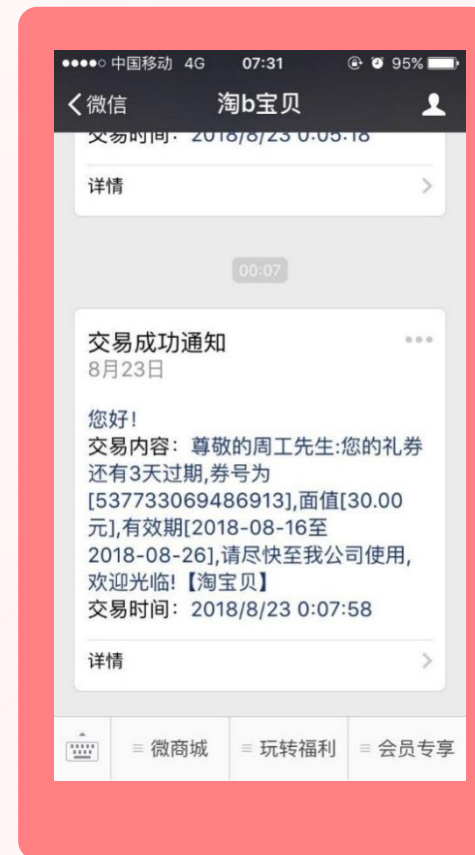 中国移动 4G 07:31 95%
微信 淘b宝贝
交易时间：2018/8/23 0:05:18
详情
00:07
交易成功通知
8月23日
您好！
交易内容：尊敬的周工先生:您的礼券
还有3天过期,券号为
[537733069486913],面值[30.00
元],有效期[2018-08-16至
2018-08-26],请尽快至我公司使用,
欢迎光临!【淘宝贝】
交易时间：2018/8/23 0:07:58
详情
微商城 玩转福利 会员专享